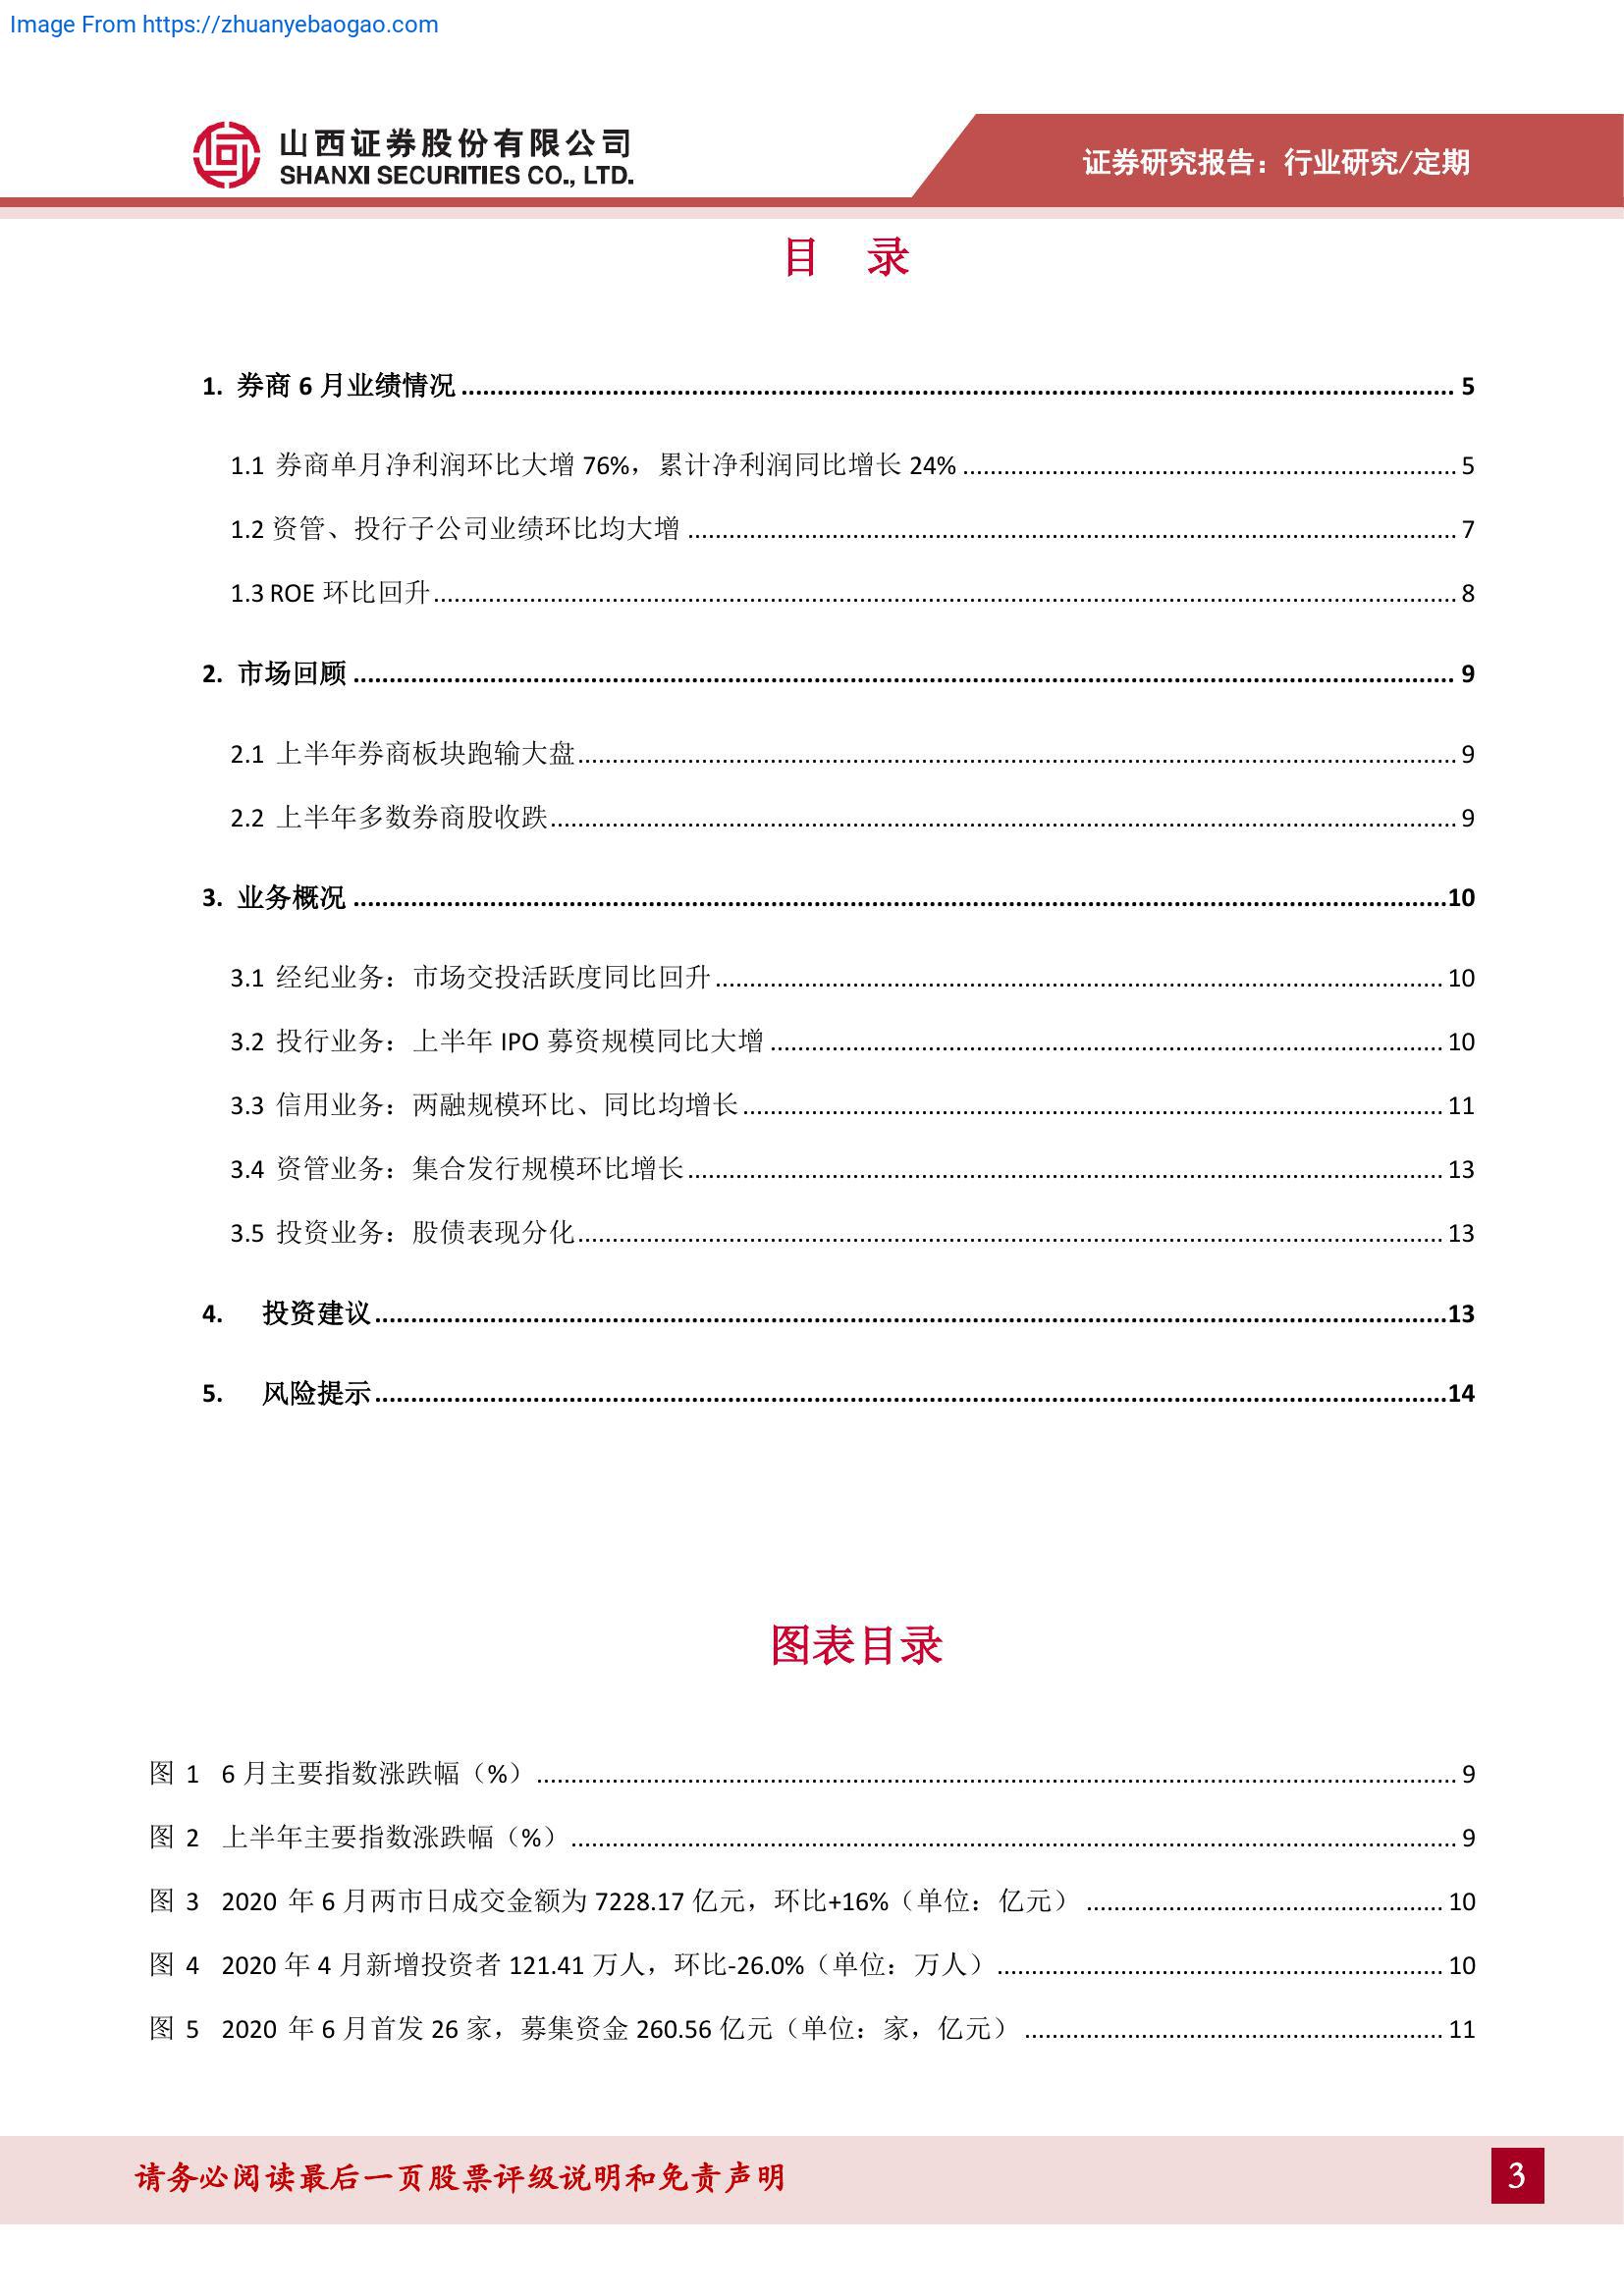 Image From https://zhuanyebaogao.com
山西证券股份有限公司
SHANXI SECURITIES CO., LTD.
证券研究报告：行业研究/定期
目 录
1. 券商 6 月业绩情况 5
1.1 券商单月净利润环比大增 76%，累计净利润同比增长 24% 5
1.2 资管、投行子公司业绩环比均大增 7
1.3 ROE 环比回升 8
2. 市场回顾 9
2.1 上半年券商板块跑输大盘 9
2.2 上半年多数券商股收跌 9
3. 业务概况 10
3.1 经纪业务：市场交投活跃度同比回升 10
3.2 投行业务：上半年 IPO 募资规模同比大增 10
3.3 信用业务：两融规模环比、同比均增长 11
3.4 资管业务：集合发行规模环比增长 13
3.5 投资业务：股债表现分化 13
4. 投资建议 13
5. 风险提示 14
图表目录
图 1 6 月主要指数涨跌幅（%） 9
图 2 上半年主要指数涨跌幅（%） 9
图 3 2020 年 6 月两市日成交金额为 7228.17 亿元，环比+16%（单位：亿元） 10
图 4 2020 年 4 月新增投资者 121.41 万人，环比-26.0%（单位：万人） 10
图 5 2020 年 6 月首发 26 家，募集资金 260.56 亿元（单位：家，亿元） 11
请务必阅读最后一页股票评级说明和免责声明
3